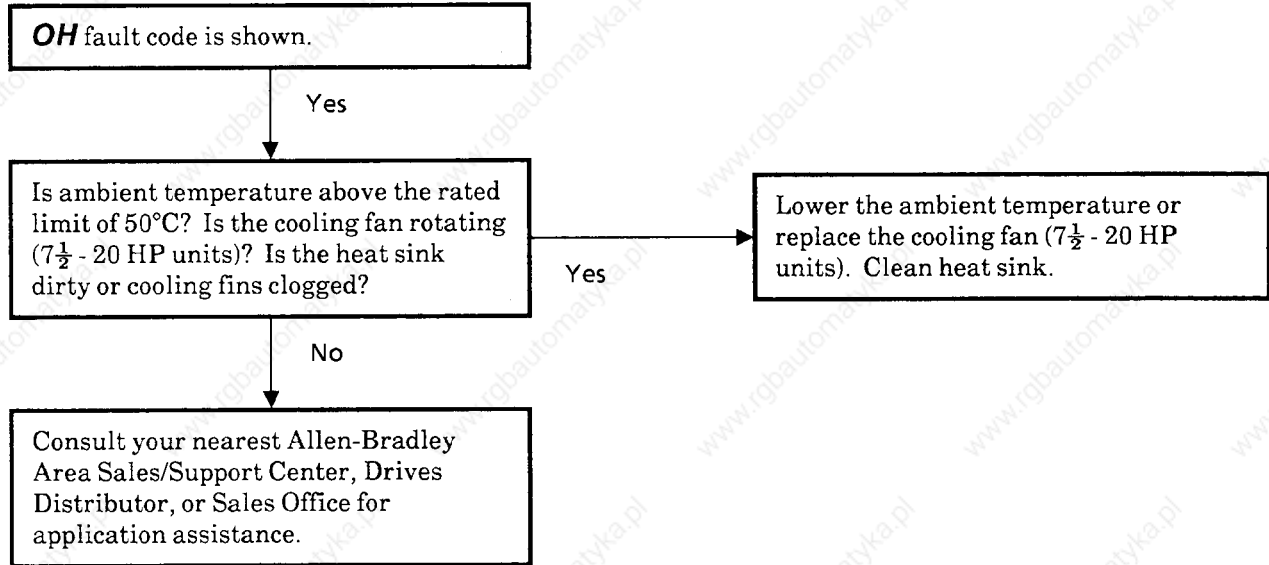 OH fault code is shown.
Yes
Is ambient temperature above the rated
limit of 50°C? Is the cooling fan rotating
(7½ - 20 HP units)? Is the heat sink
dirty or cooling fins clogged?
Yes
Lower the ambient temperature or
replace the cooling fan (7½ - 20 HP
units). Clean heat sink.
No
Consult your nearest Allen-Bradley
Area Sales/Support Center, Drives
Distributor, or Sales Office for
application assistance.
www.rgbautomatyka.pl